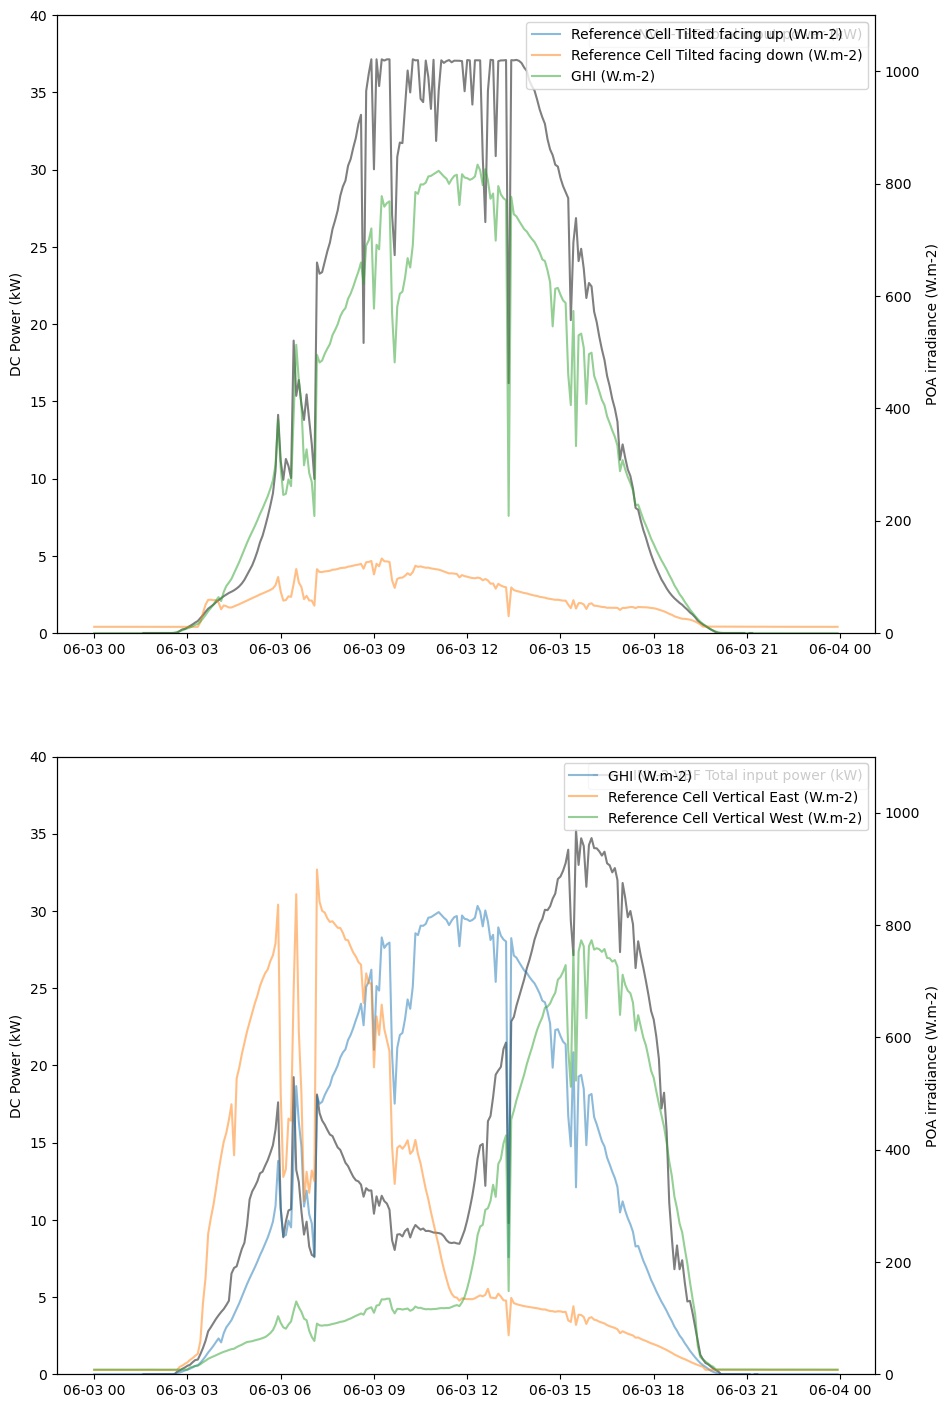 40
35
30
25
20
15
10
5
0
DC Power (kW)
Reference Cell Tilted facing up (W.m-2)
Reference Cell Tilted facing down (W.m-2)
GHI (W.m-2)
1000
800
600
400
200
0
POA irradiance (W.m-2)
06-03 00 06-03 03 06-03 06 06-03 09 06-03 12 06-03 15 06-03 18 06-03 21 06-04 00
40
35
30
25
20
15
10
5
0
DC Power (kW)
GHI (W.m-2) Total input power (kW)
Reference Cell Vertical East (W.m-2)
Reference Cell Vertical West (W.m-2)
1000
800
600
400
200
0
POA irradiance (W.m-2)
06-03 00 06-03 03 06-03 06 06-03 09 06-03 12 06-03 15 06-03 18 06-03 21 06-04 00